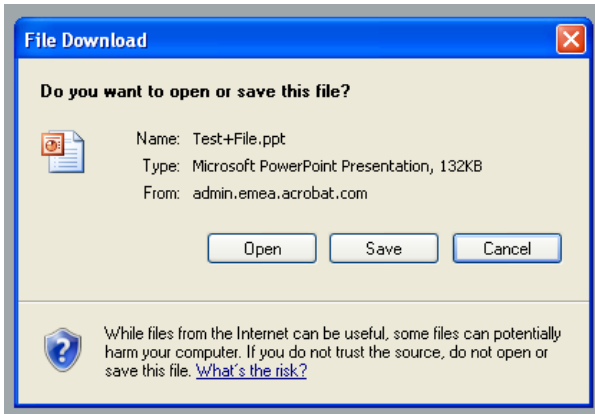 File Download
Do you want to open or save this file?
Name: Test+File.ppt
Type: Microsoft PowerPoint Presentation, 132KB
From: admin.emea.acrobat.com
Open Save Cancel
While files from the Internet can be useful, some files can potentially
harm your computer. If you do not trust the source, do not open or
save this file. What's the risk?